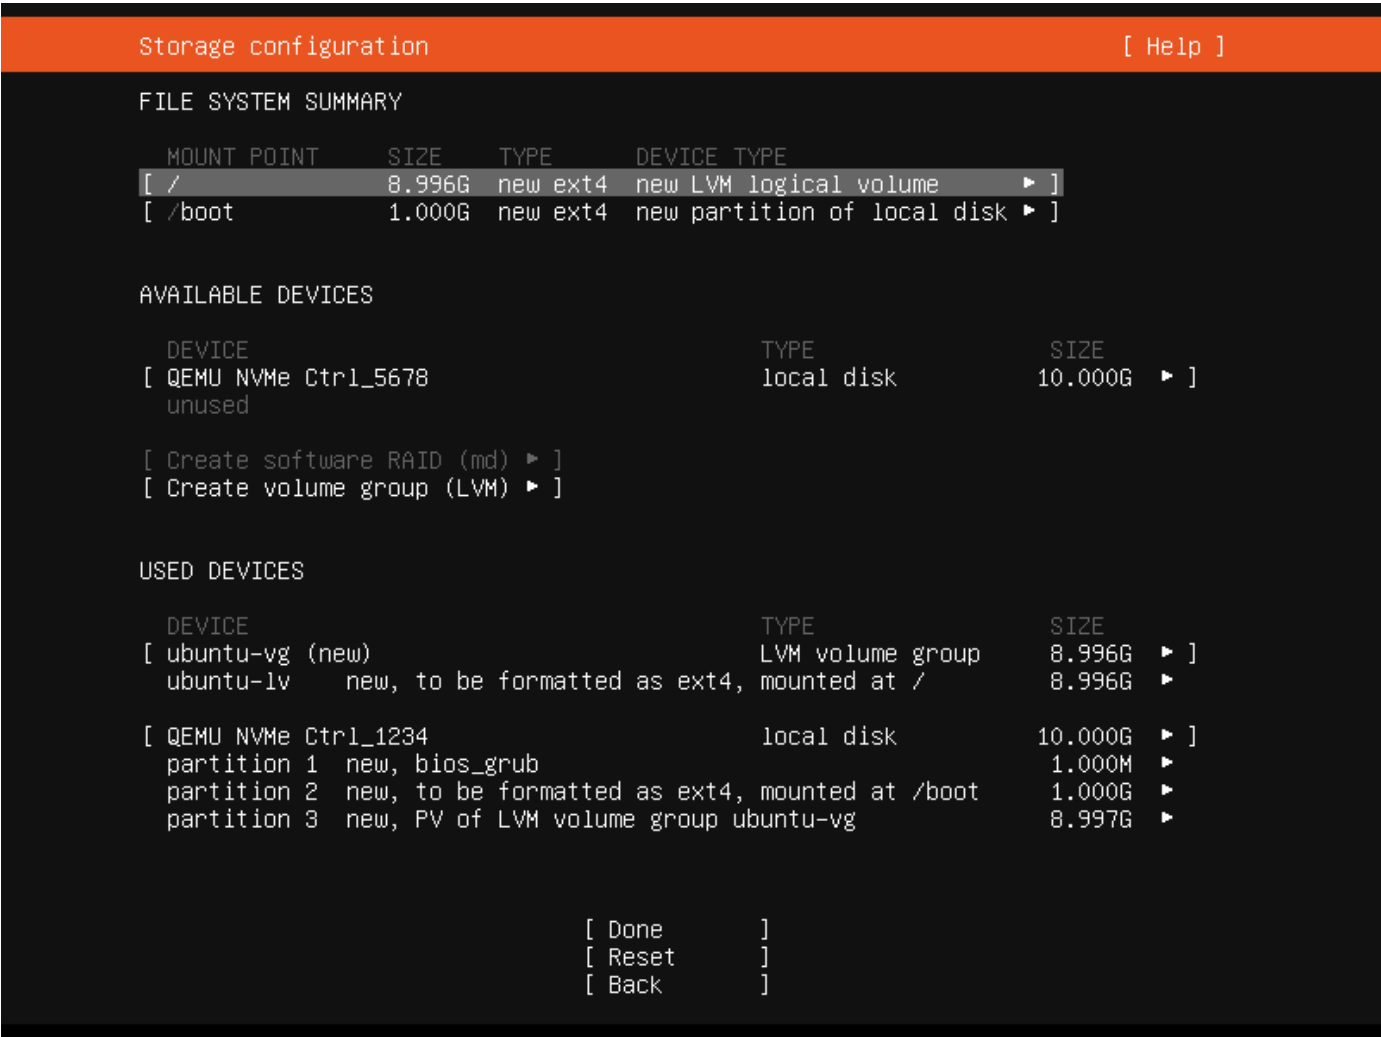 Storage configuration [ Help ]
FILE SYSTEM SUMMARY
MOUNT POINT SIZE TYPE DEVICE TYPE
[ / 8.996G new ext4 new LVM logical volume ▸ ]
[ /boot 1.000G new ext4 new partition of local disk ▸ ]
AVAILABLE DEVICES
DEVICE TYPE SIZE
[ QEMU NVMe Ctrl_5678 local disk 10.000G ▸ ]
unused
[ Create software RAID (md) ▸ ]
[ Create volume group (LVM) ▸ ]
USED DEVICES
DEVICE TYPE SIZE
[ ubuntu-vg (new) LVM volume group 8.996G ▸ ]
ubuntu-lv new, to be formatted as ext4, mounted at / 8.996G ▸
[ QEMU NVMe Ctrl_1234 local disk 10.000G ▸ ]
partition 1 new, bios_grub 1.000M ▸
partition 2 new, to be formatted as ext4, mounted at /boot 1.000G ▸
partition 3 new, PV of LVM volume group ubuntu-vg 8.997G ▸
[ Done ]
[ Reset ]
[ Back ]